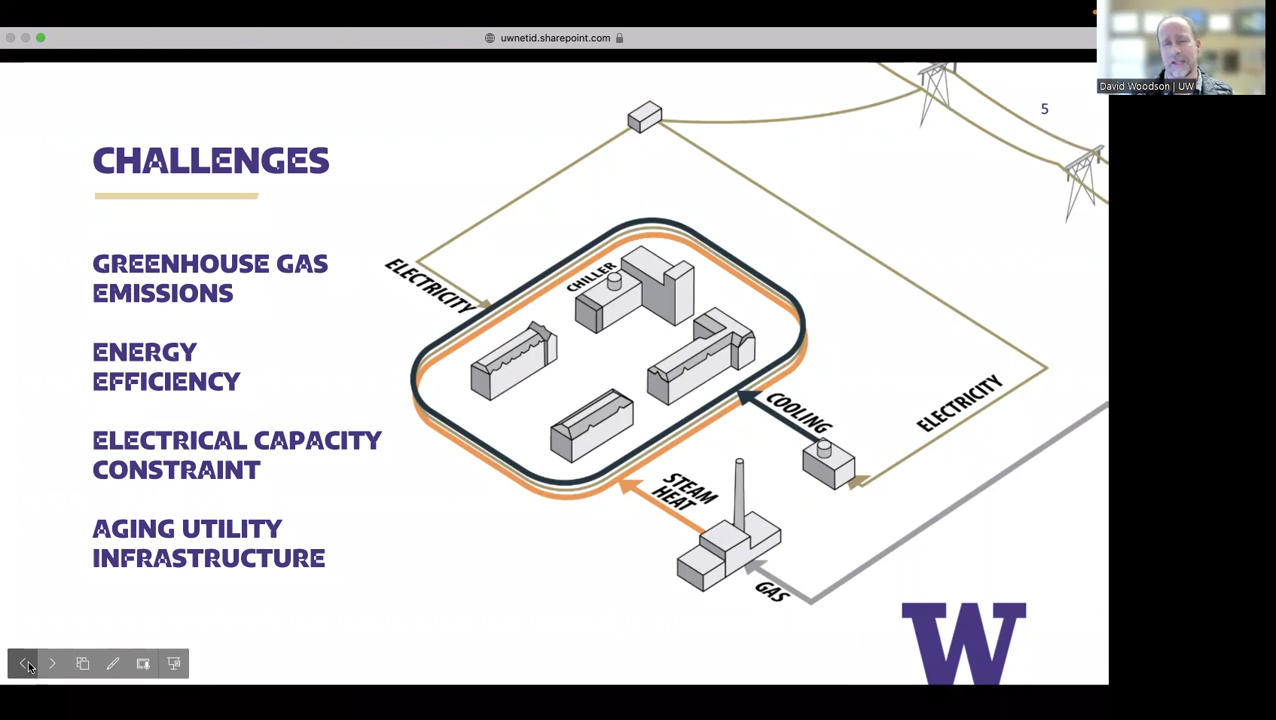 uwnetid.sharepoint.com
David Woodson | UW
5
CHALLENGES
GREENHOUSE GAS
EMISSIONS
ENERGY
EFFICIENCY
ELECTRICAL CAPACITY
CONSTRAINT
AGING UTILITY
INFRASTRUCTURE
ELECTRICITY
CHILLER
COOLING
ELECTRICITY
STEAM
HEAT
GAS
W